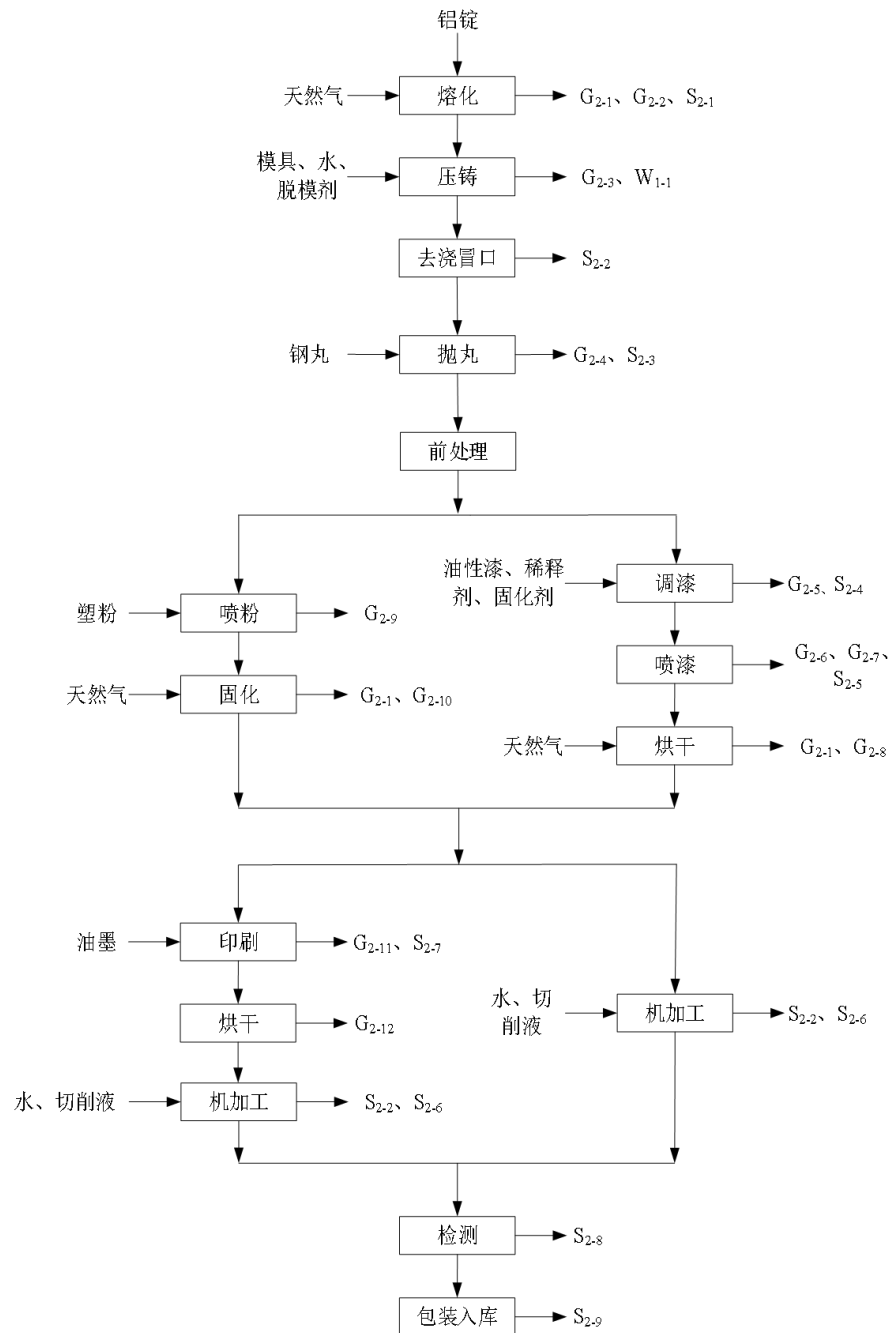 铝锭
天然气
熔化
G2-1、G2-2、S2-1
模具、水、
脱模剂
压铸
G2-3、W1-1
去浇冒口
S2-2
钢丸
抛丸
G2-4、S2-3
前处理
油性漆、稀释
剂、固化剂
调漆
G2-5、S2-4
塑粉
喷粉
G2-9
喷漆
G2-6、G2-7、
S2-5
天然气
固化
G2-1、G2-10
天然气
烘干
G2-1、G2-8
油墨
印刷
G2-11、S2-7
烘干
G2-12
水、切
削液
机加工
S2-2、S2-6
水、切削液
机加工
S2-2、S2-6
检测
S2-8
包装入库
S2-9